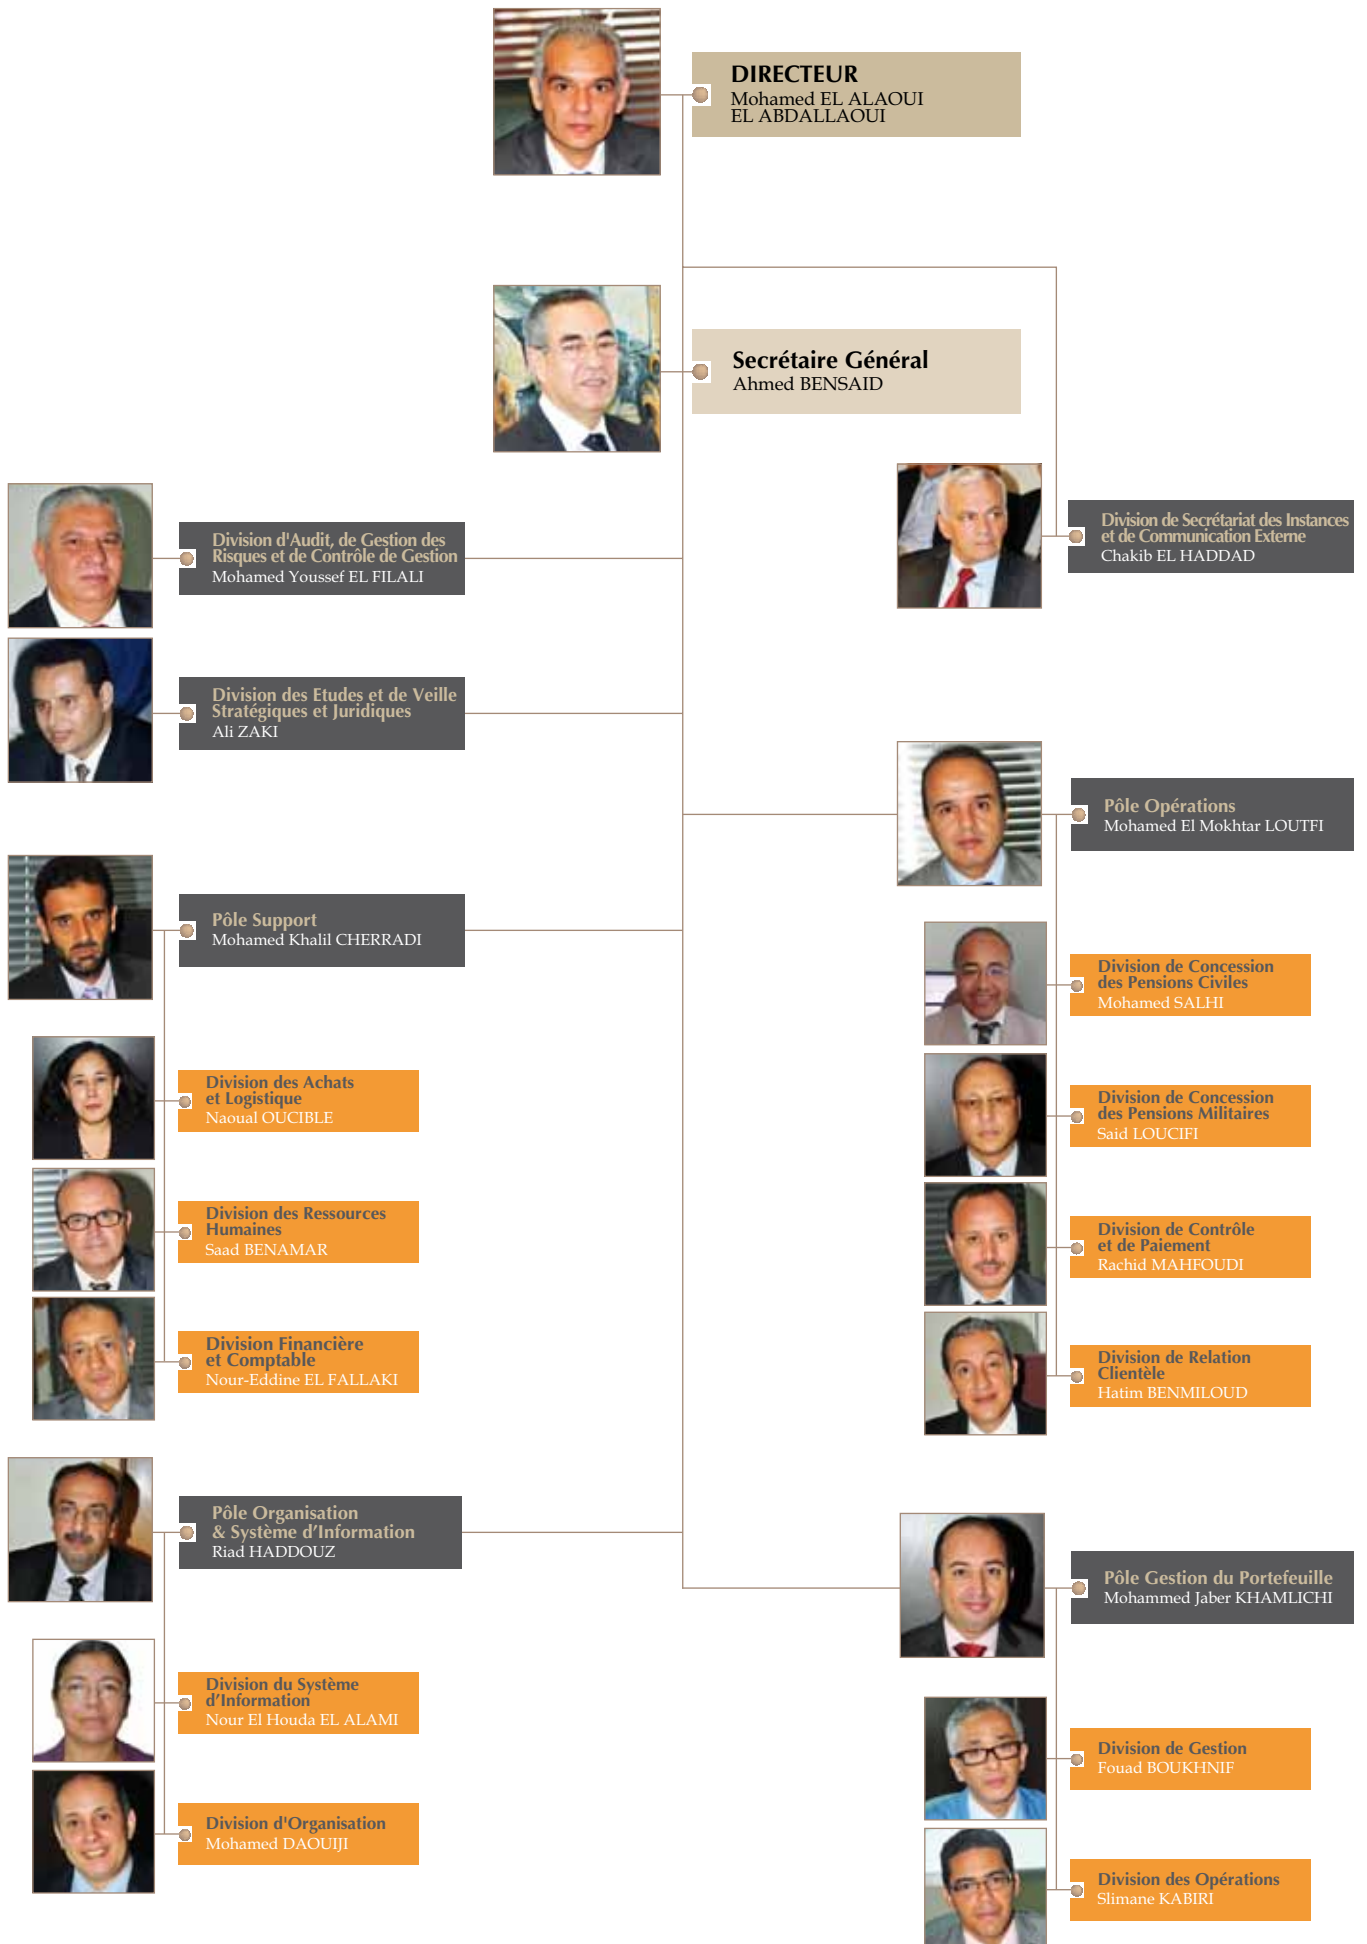 DIRECTEUR
Mohamed EL ALAOUI
EL ABDALLAOUI
Secrétaire Général
Ahmed BENSAID
Division d'Audit, de Gestion des
Risques et de Contrôle de Gestion
Mohamed Youssef EL FILALI
Division de Secrétariat des Instances
et de Communication Externe
Chakib EL HADDAD
Division des Etudes et de Veille
Stratégiques et Juridiques
Ali ZAKI
Pôle Opérations
Mohamed El Mokhtar LOUTFI
Pôle Support
Mohamed Khalil CHERRADI
Division de Concession
des Pensions Civiles
Mohamed SALHI
Division des Achats
et Logistique
Naoual OUCIBLE
Division de Concession
des Pensions Militaires
Said LOUCIFI
Division des Ressources
Humaines
Saad BENAMAR
Division de Contrôle
et de Paiement
Rachid MAHFOUDI
Division Financière
et Comptable
Nour-Eddine EL FALLAKI
Division de Relation
Clientèle
Hatim BENMILOUD
Pôle Organisation
& Système d’Information
Riad HADDOUZ
Pôle Gestion du Portefeuille
Mohammed Jaber KHAMLICHI
Division du Système
d’Information
Nour El Houda EL ALAMI
Division de Gestion
Fouad BOUKHNIF
Division d'Organisation
Mohamed DAOUIJI
Division des Opérations
Slimane KABIRI